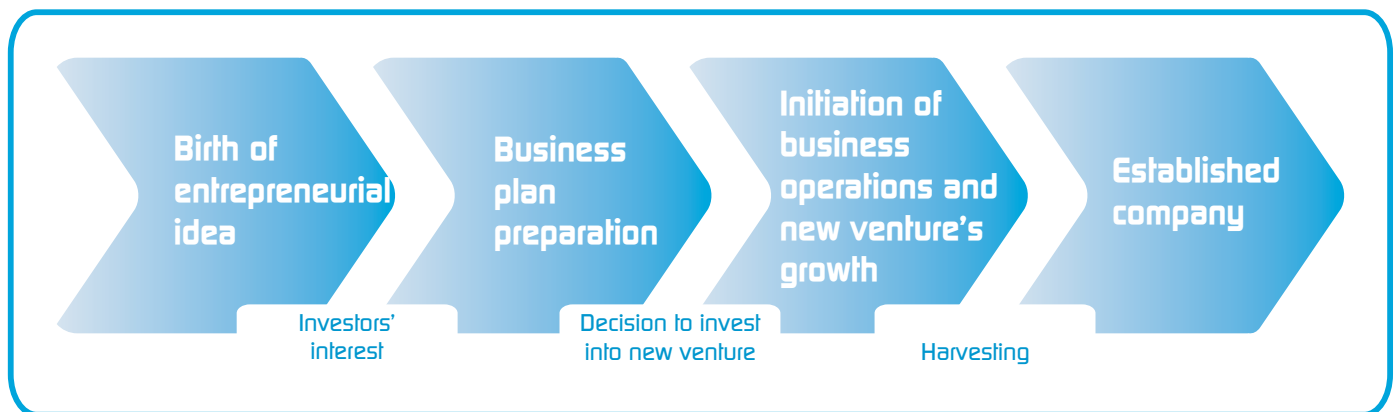 Birth of
entrepreneurial
idea
Business
plan
preparation
Initiation of
business
operations and
new venture's
growth
Established
company
Investors'
interest
Decision to invest
into new venture
Harvesting